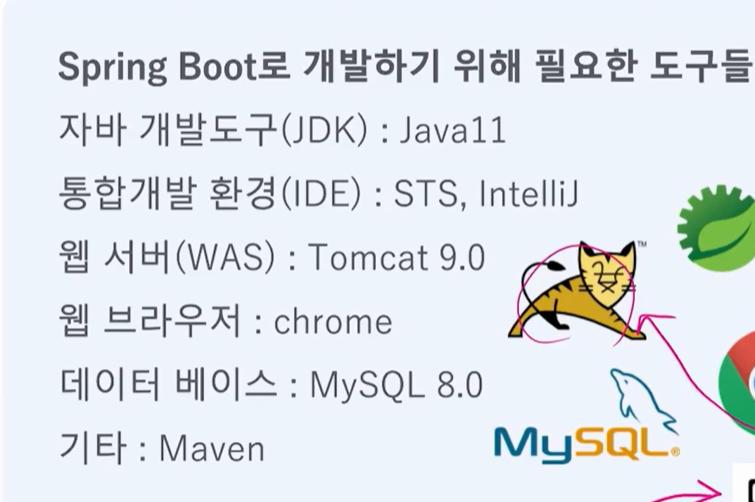 Spring Boot로 개발하기 위해 필요한 도구들
자바 개발도구(JDK) : Java11
통합개발 환경(IDE) : STS, IntelliJ
웹 서버(WAS) : Tomcat 9.0
TM
웹 브라우저 : chrome
데이터 베이스 : MySQL 8.0
MySQL®
기타 : Maven